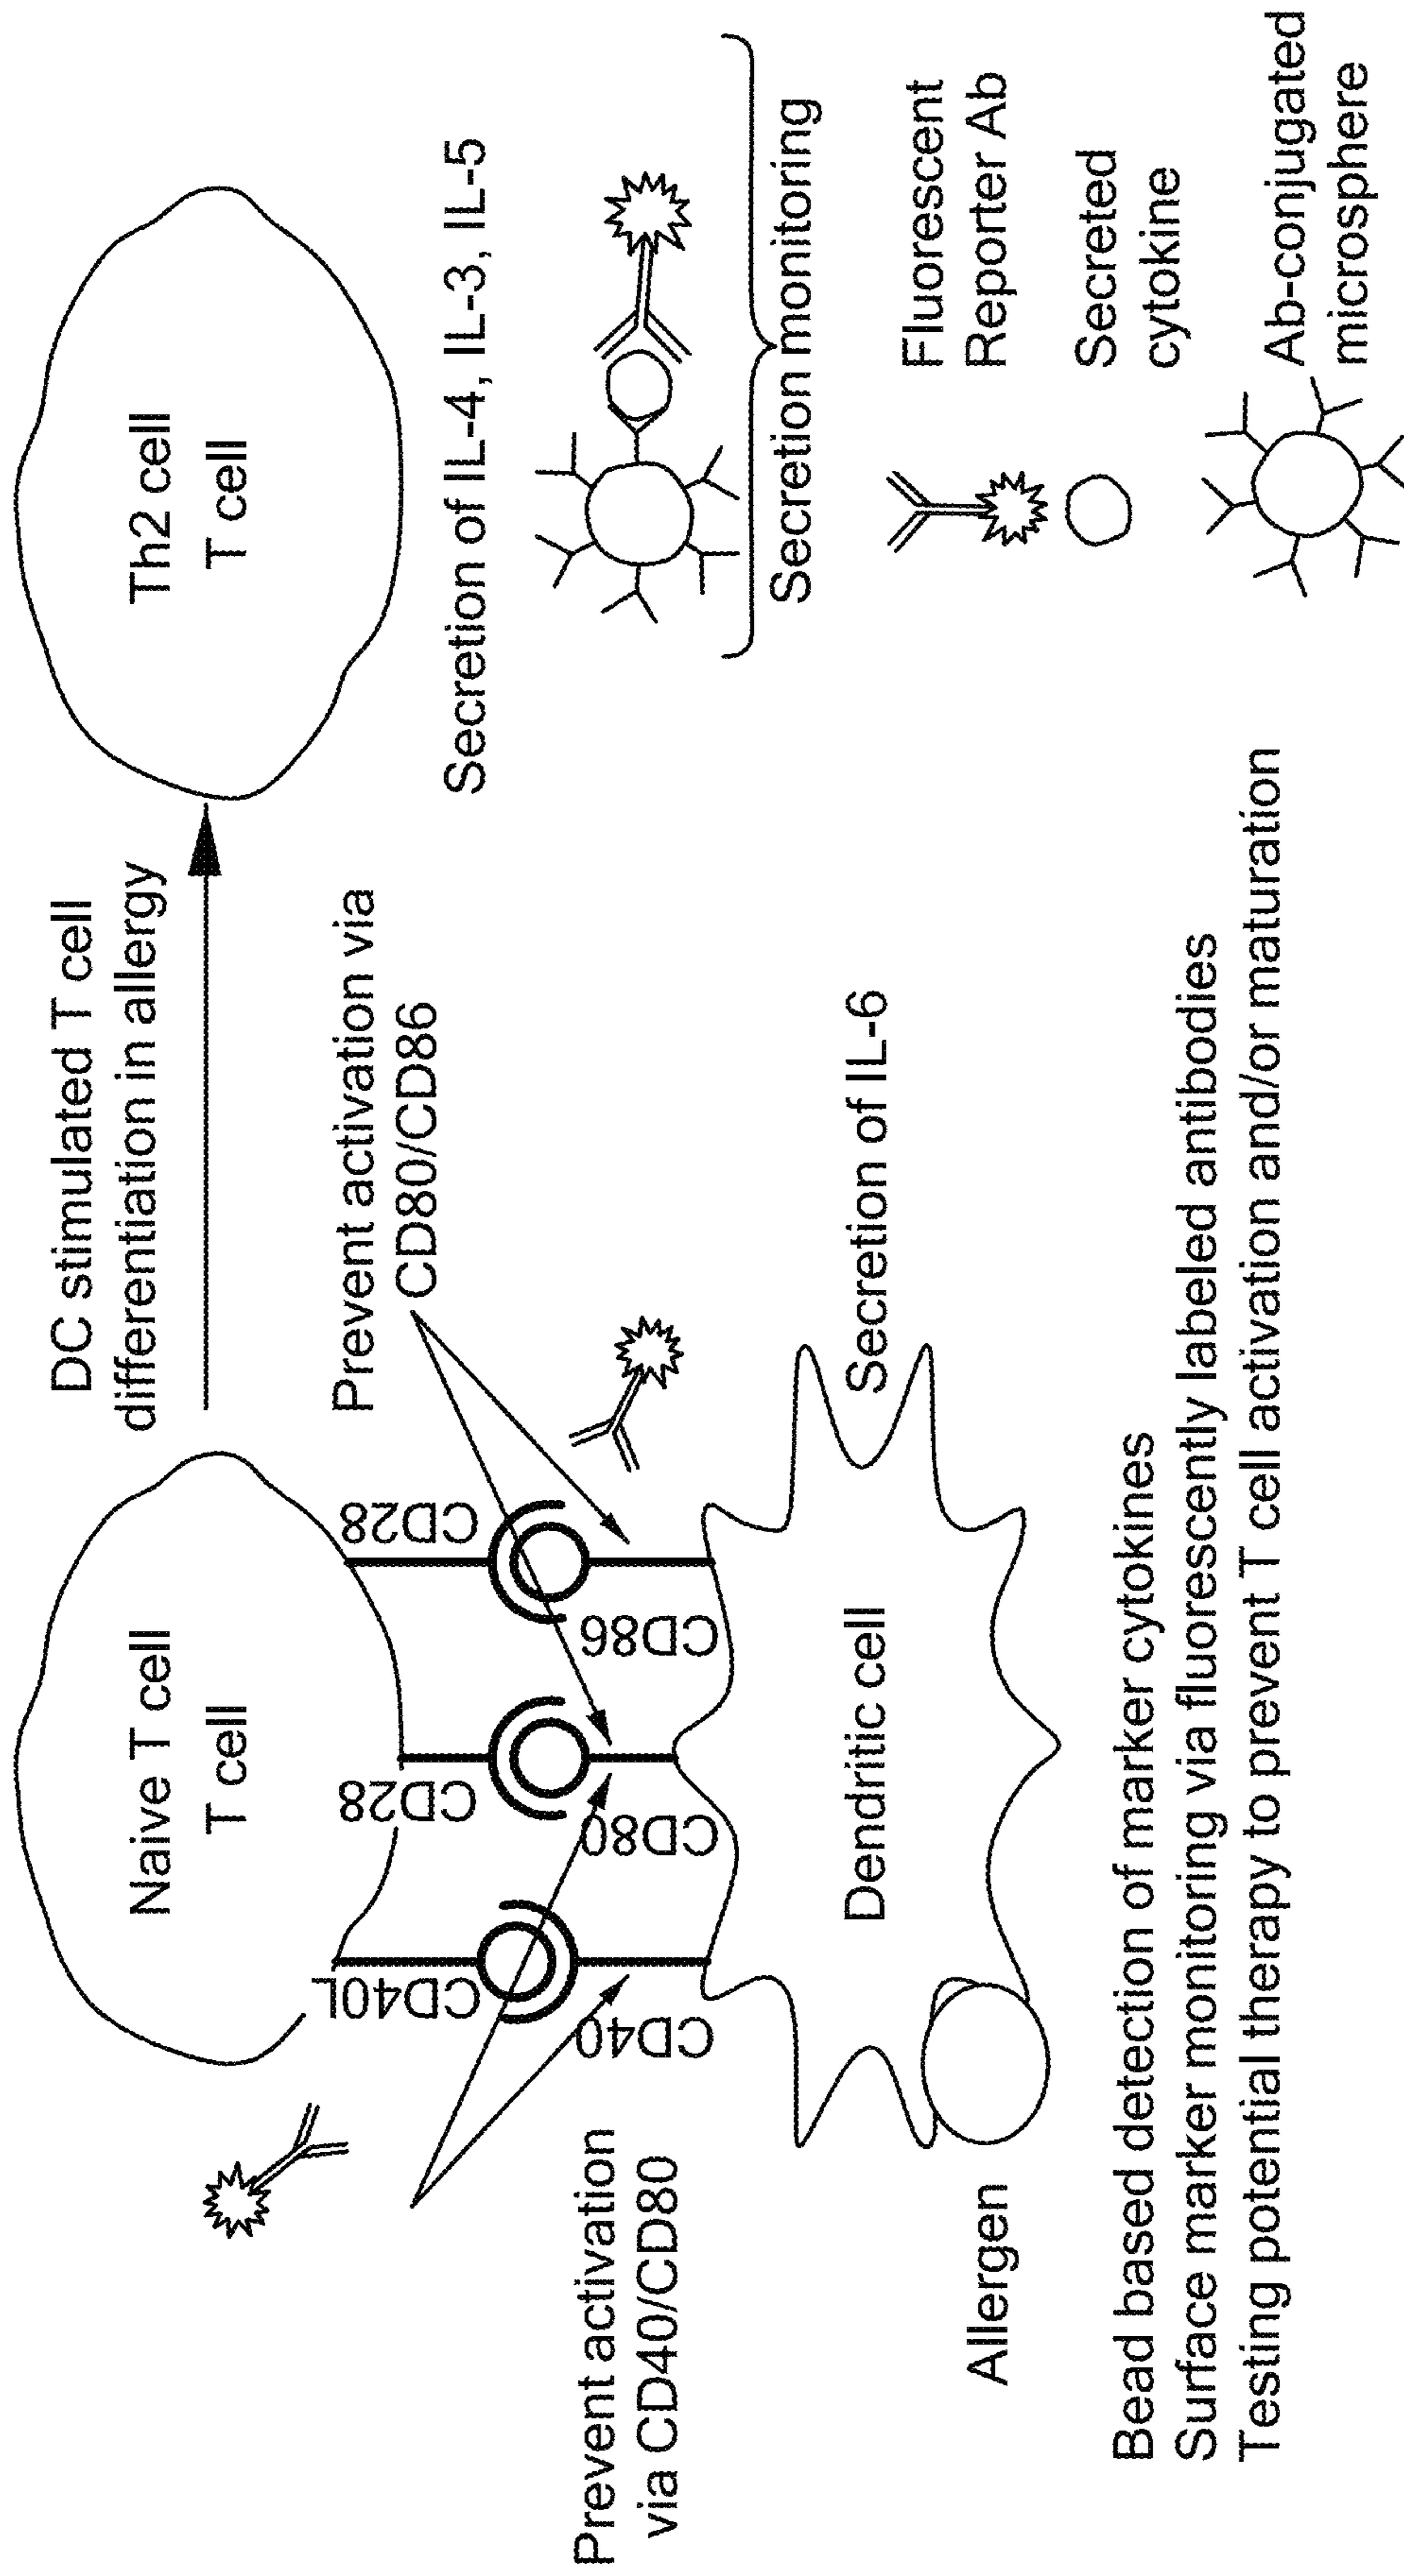 Naive T cell
T cell
DC stimulated T cell
differentiation in allergy
Th2 cell
T cell
Prevent activation via
CD80/CD86
Secretion of IL-4, IL-3, IL-5
CD40L
CD28
CD28
CD40
CD80
CD86
Prevent activation
via CD40/CD80
Secretion monitoring
Dendritic cell
Secretion of IL-6
Allergen
Fluorescent
Reporter Ab
Secreted
cytokine
Ab-conjugated
microsphere
Bead based detection of marker cytokines
Surface marker monitoring via fluorescently labeled antibodies
Testing potential therapy to prevent T cell activation and/or maturation